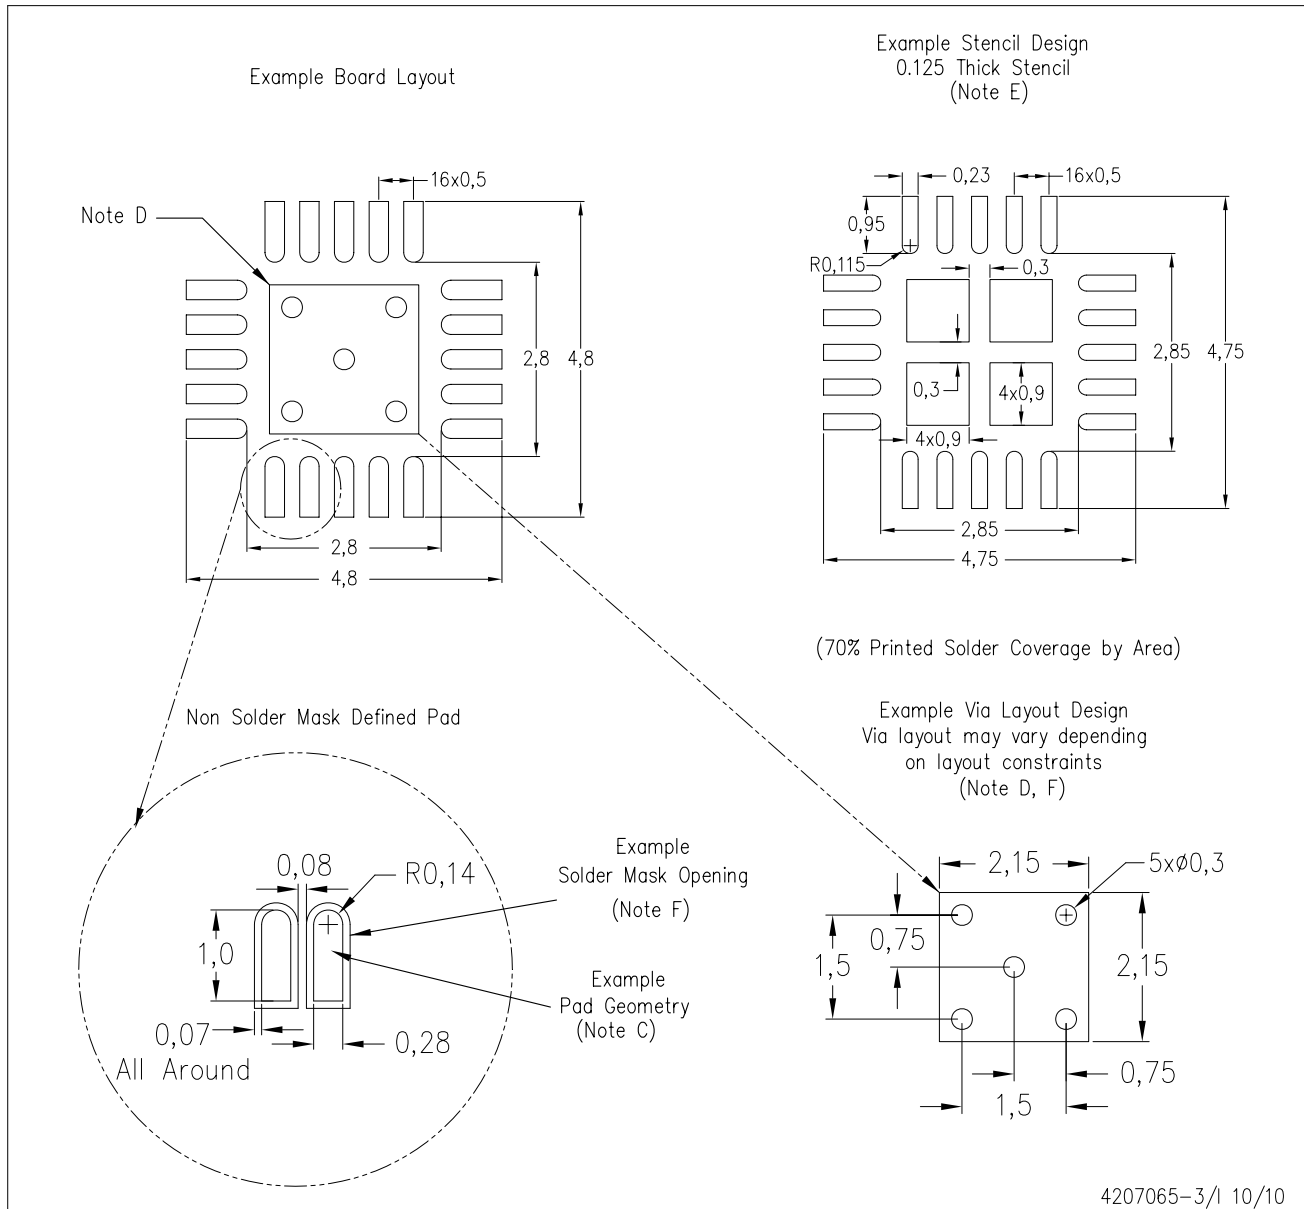 Example Board Layout
16x0,5
Note D
2,8
4,8
2,8
4,8
Example Stencil Design
0.125 Thick Stencil
(Note E)
0,23
16x0,5
0,95
R0,115
0,3
2,85
4,75
0,3
4x0,9
4x0,9
2,85
4,75
(70% Printed Solder Coverage by Area)
Non Solder Mask Defined Pad
0,08
R0,14
1,0
0,07
All Around
0,28
Example
Solder Mask Opening
(Note F)
Example
Pad Geometry
(Note C)
Example Via Layout Design
Via layout may vary depending
on layout constraints
(Note D, F)
2,15
5xø0,3
0,75
1,5
2,15
0,75
1,5
4207065-3/I 10/10